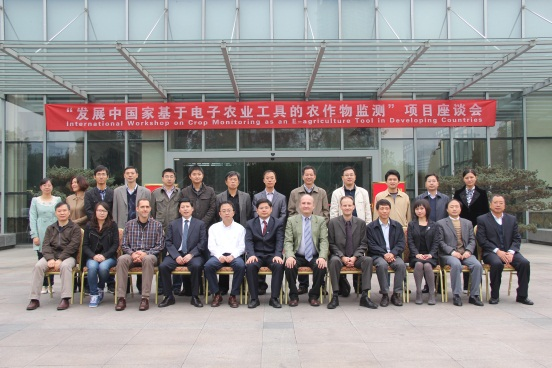 “发展中国家基于电子农业工具的农作物监测”项目座谈会
International Workshop on Crop Monitoring as an E-agriculture Tool in Developing Countries